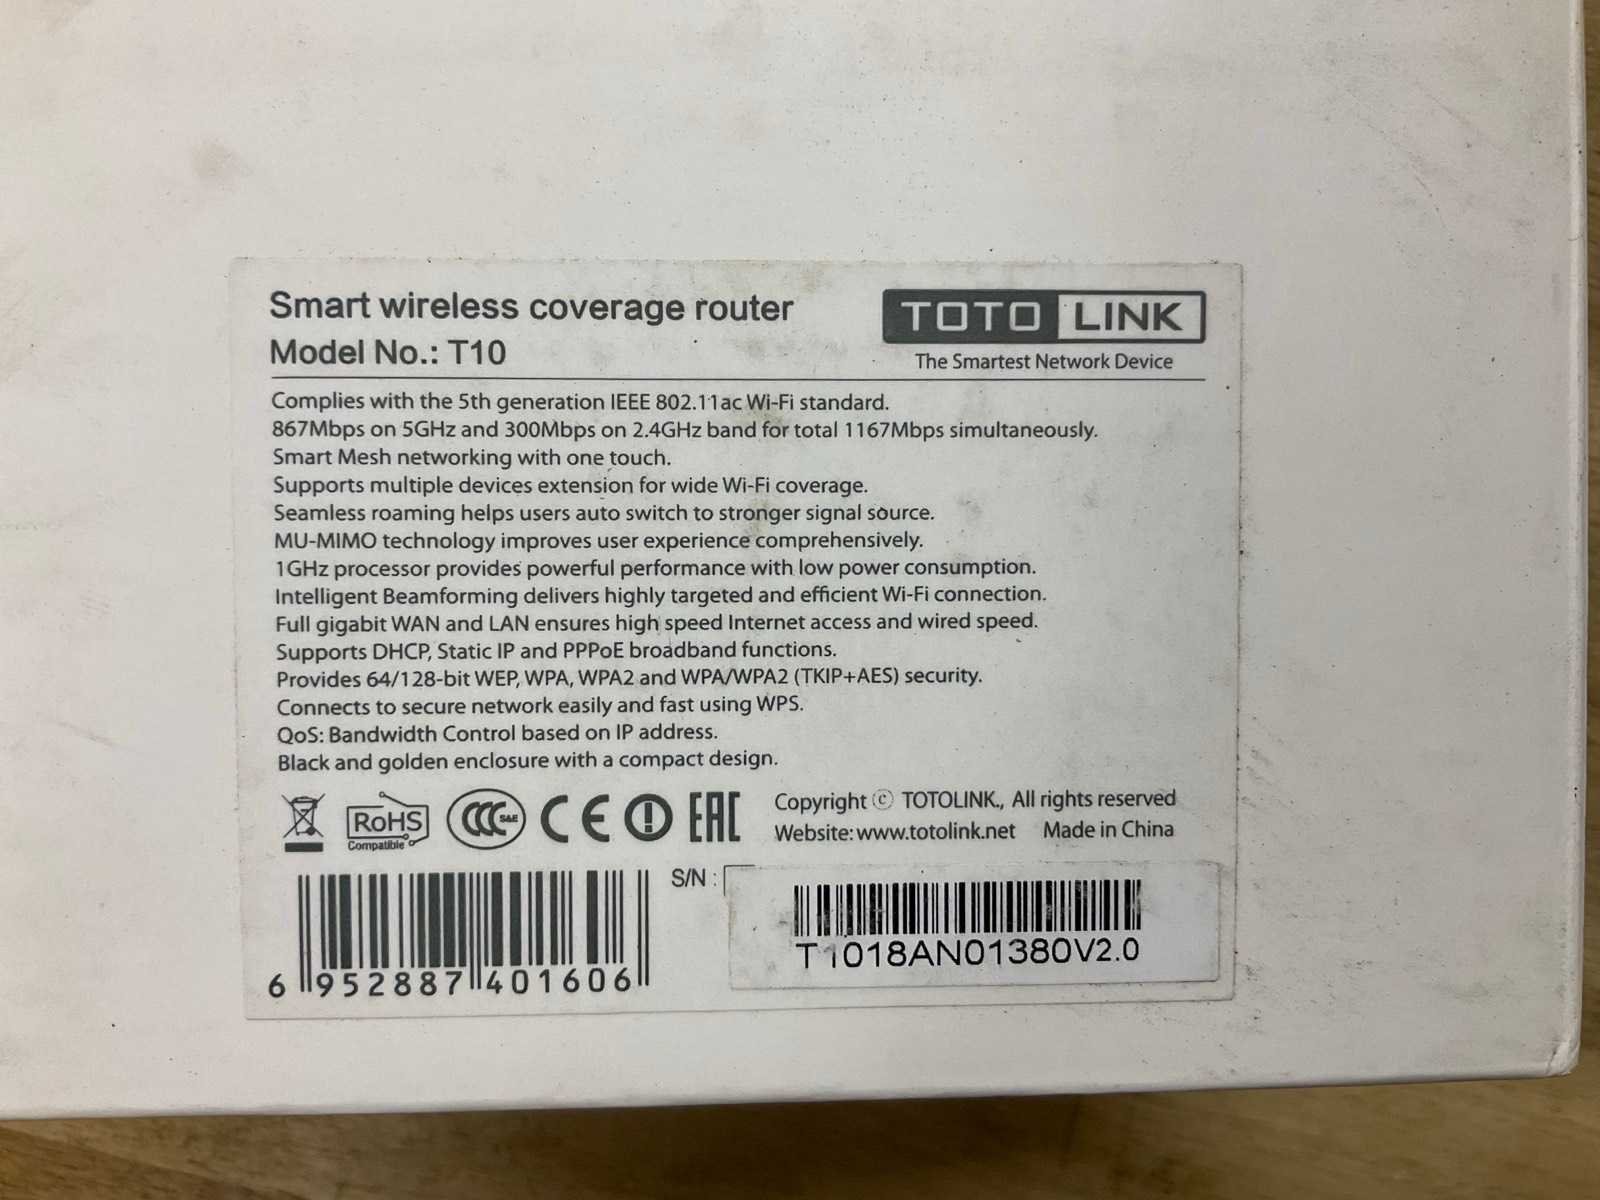 Smart wireless coverage router
Model No.: T10
TOTO LINK
The Smartest Network Device
Complies with the 5th generation IEEE 802.11ac Wi-Fi standard.
867Mbps on 5GHz and 300Mbps on 2.4GHz band for total 1167Mbps simultaneously.
Smart Mesh networking with one touch.
Supports multiple devices extension for wide Wi-Fi coverage.
Seamless roaming helps users auto switch to stronger signal source.
MU-MIMO technology improves user experience comprehensively.
1GHz processor provides powerful performance with low power consumption.
Intelligent Beamforming delivers highly targeted and efficient Wi-Fi connection.
Full gigabit WAN and LAN ensures high speed Internet access and wired speed.
Supports DHCP, Static IP and PPPoE broadband functions.
Provides 64/128-bit WEP, WPA, WPA2 and WPA/WPA2 (TKIP+AES) security.
Connects to secure network easily and fast using WPS.
QoS: Bandwidth Control based on IP address.
Black and golden enclosure with a compact design.
RoHS
Compatible
CCC S&E
CE
EAC
Copyright © TOTOLINK., All rights reserved
Website: www.totolink.net Made in China
S/N :
6 952887 401606
T1018AN01380V2.0